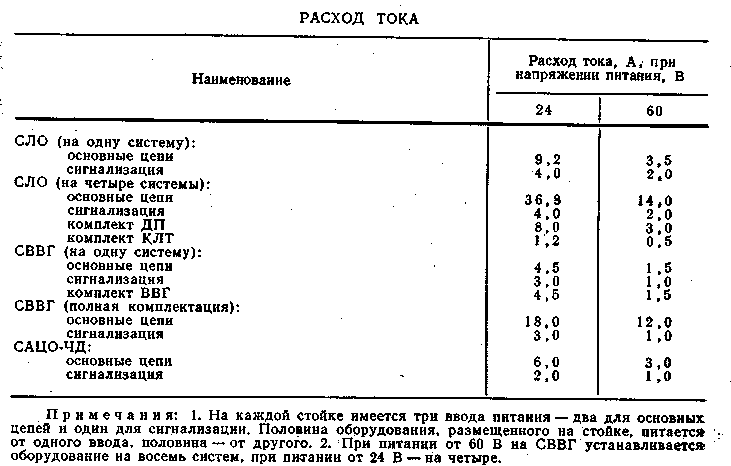 РАСХОД ТОКА
Наименование
Расход тока, А, при
напряжении питания, В
24 60
СЛО (на одну систему):
основные цепи 9,2 3,5
сигнализация 4,0 2,0
СЛО (на четыре системы):
основные цепи 36,8 14,0
сигнализация 4,0 2,0
комплект ДП 8,0 3,0
комплект КЛТ 1,2 0,5
СВВГ (на одну систему):
основные цепи 4,5 1,5
сигнализация 3,0 1,0
комплект ВВГ 4,5 1,5
СВВГ (полная комплектация):
основные цепи 18,0 12,0
сигнализация 3,0 1,0
САЦО-ЧД:
основные цепи 6,0 3,0
сигнализация 2,0 1,0
Примечания: 1. На каждой стойке имеется три ввода питания — два для основных
цепей и один для сигнализации. Половина оборудования, размещенного на стойке, питается
от одного ввода, половина — от другого. 2. При питании от 60 В на СВВГ устанавливается
оборудование на восемь систем, при питании от 24 В — на четыре.